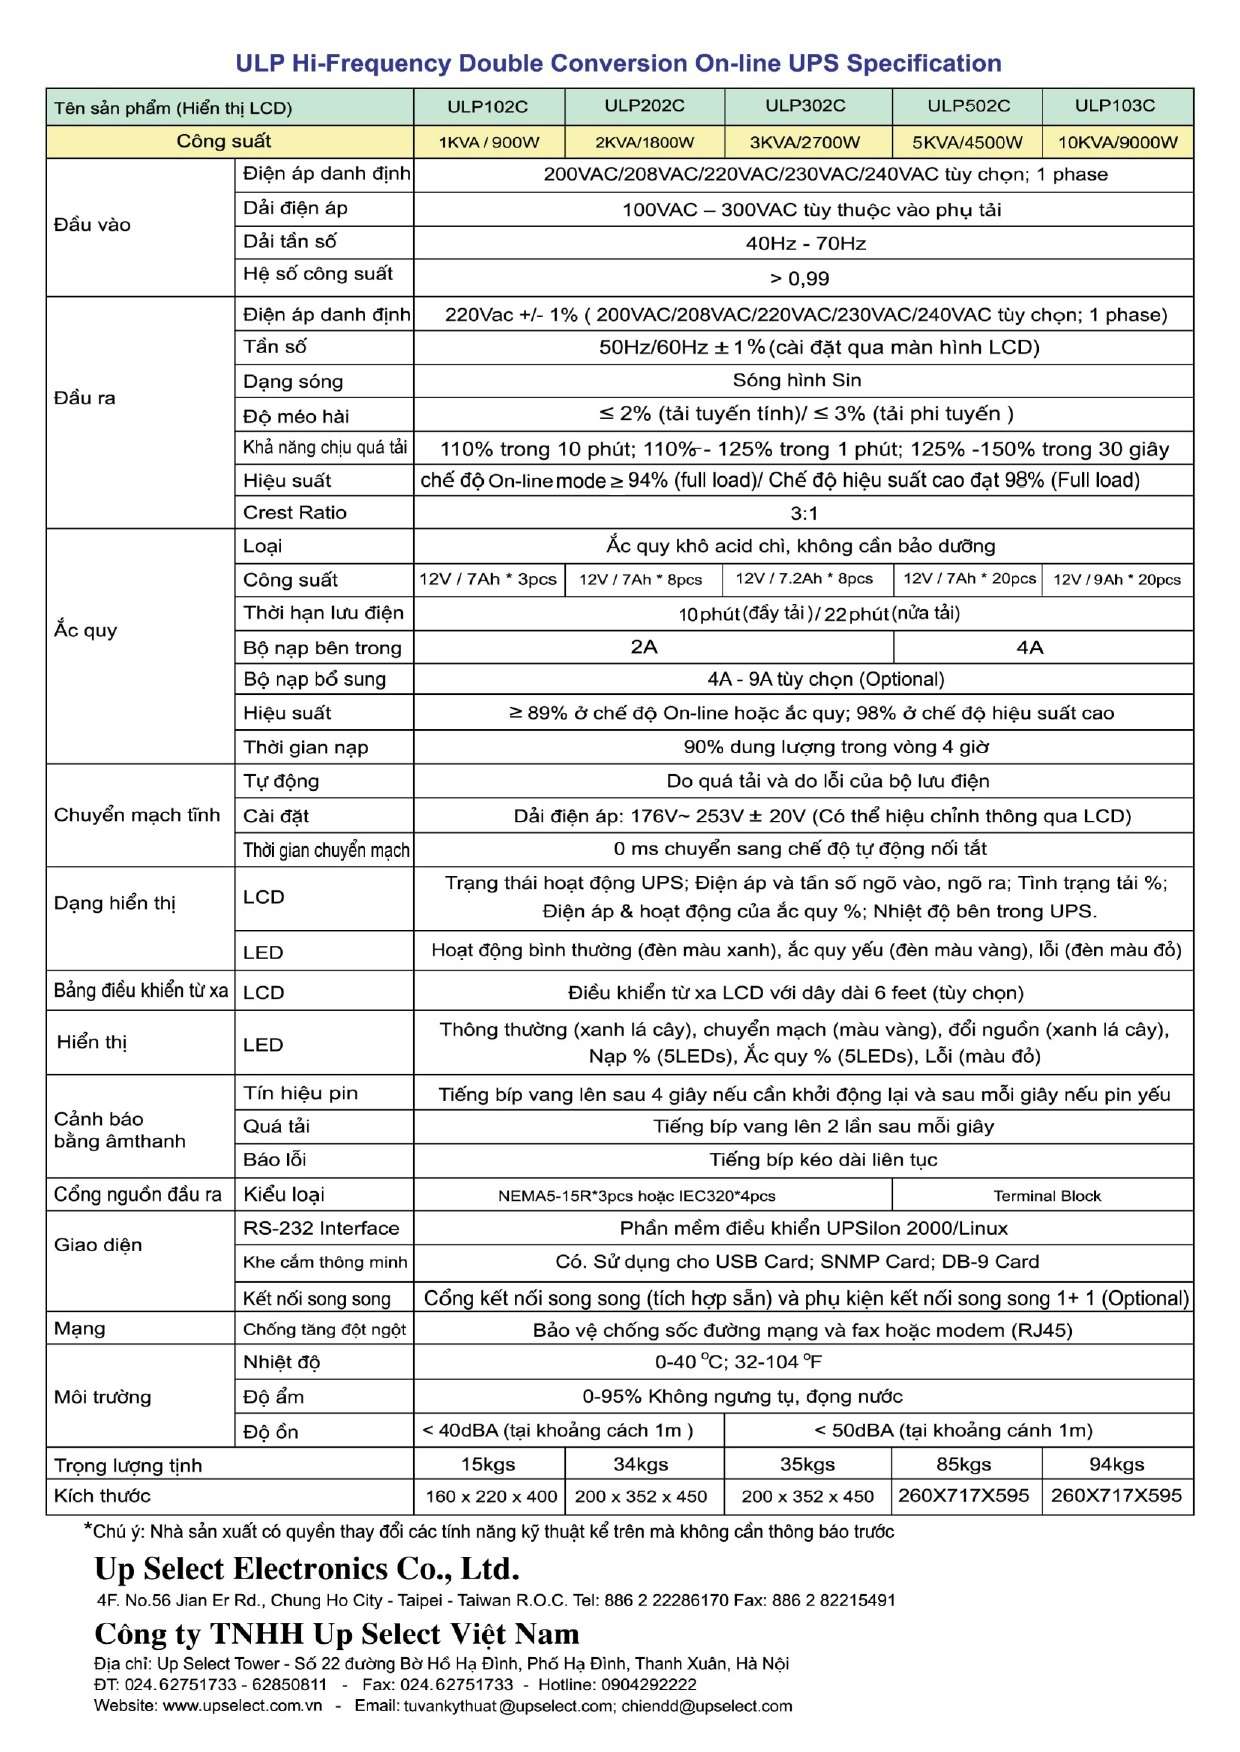 ULP Hi-Frequency Double Conversion On-line UPS Specification
Tên sản phẩm (Hiển thị LCD) ULP102C ULP202C ULP302C ULP502C ULP103C
Công suất 1KVA / 900W 2KVA/1800W 3KVA/2700W 5KVA/4500W 10KVA/9000W
Đầu vào
Điện áp danh định 200VAC/208VAC/220VAC/230VAC/240VAC tùy chọn; 1 phase
Dải điện áp 100VAC – 300VAC tùy thuộc vào phụ tải
Dải tần số 40Hz - 70Hz
Hệ số công suất > 0,99
Đầu ra
Điện áp danh định 220Vac +/- 1% ( 200VAC/208VAC/220VAC/230VAC/240VAC tùy chọn; 1 phase)
Tần số 50Hz/60Hz ± 1% (cài đặt qua màn hình LCD)
Dạng sóng Sóng hình Sin
Độ méo hài ≤ 2% (tải tuyến tính)/ ≤ 3% (tải phi tuyến )
Khả năng chịu quá tải 110% trong 10 phút; 110%-- 125% trong 1 phút; 125% -150% trong 30 giây
Hiệu suất chế độ On-line mode ≥ 94% (full load)/ Chế độ hiệu suất cao đạt 98% (Full load)
Crest Ratio 3:1
Ắc quy
Loại Ắc quy khô acid chì, không cần bảo dưỡng
Công suất 12V / 7Ah * 3pcs 12V / 7Ah * 8pcs 12V / 7.2Ah * 8pcs 12V / 7Ah * 20pcs 12V / 9Ah * 20pcs
Thời hạn lưu điện 10phút (đầy tải) / 22 phút (nửa tải)
Bộ nạp bên trong 2A 4A
Bộ nạp bổ sung 4A - 9A tùy chọn (Optional)
Hiệu suất ≥ 89% ở chế độ On-line hoặc ắc quy; 98% ở chế độ hiệu suất cao
Thời gian nạp 90% dung lượng trong vòng 4 giờ
Chuyển mạch tĩnh
Tự động Do quá tải và do lỗi của bộ lưu điện
Cài đặt Dải điện áp: 176V~ 253V ± 20V (Có thể hiệu chỉnh thông qua LCD)
Thời gian chuyển mạch 0 ms chuyển sang chế độ tự động nối tắt
Dạng hiển thị
LCD Trạng thái hoạt động UPS; Điện áp và tần số ngõ vào, ngõ ra; Tình trạng tải %;
Điện áp & hoạt động của ắc quy %; Nhiệt độ bên trong UPS.
LED Hoạt động bình thường (đèn màu xanh), ắc quy yếu (đèn màu vàng), lỗi (đèn màu đỏ)
Bảng điều khiển từ xa LCD Điều khiển từ xa LCD với dây dài 6 feet (tùy chọn)
Hiển thị LED Thông thường (xanh lá cây), chuyển mạch (màu vàng), đổi nguồn (xanh lá cây),
Nạp % (5LEDs), Ắc quy % (5LEDs), Lỗi (màu đỏ)
Cảnh báo
bằng âmthanh
Tín hiệu pin Tiếng bíp vang lên sau 4 giây nếu cần khởi động lại và sau mỗi giây nếu pin yếu
Quá tải Tiếng bíp vang lên 2 lần sau mỗi giây
Báo lỗi Tiếng bíp kéo dài liên tục
Cổng nguồn đầu ra Kiểu loại NEMA5-15R*3pcs hoặc IEC320*4pcs Terminal Block
Giao diện
RS-232 Interface Phần mềm điều khiển UPSilon 2000/Linux
Khe cắm thông minh Có. Sử dụng cho USB Card; SNMP Card; DB-9 Card
Kết nối song song Cổng kết nối song song (tích hợp sẵn) và phụ kiện kết nối song song 1+ 1 (Optional)
Mạng Chống tăng đột ngột Bảo vệ chống sốc đường mạng và fax hoặc modem (RJ45)
Môi trường
Nhiệt độ 0-40 °C; 32-104 °F
Độ ẩm 0-95% Không ngưng tụ, đọng nước
Độ ồn < 40dBA (tại khoảng cách 1m ) < 50dBA (tại khoảng cánh 1m)
Trọng lượng tịnh 15kgs 34kgs 35kgs 85kgs 94kgs
Kích thước 160 x 220 x 400 200 x 352 x 450 200 x 352 x 450 260X717X595 260X717X595
*Chú ý: Nhà sản xuất có quyền thay đổi các tính năng kỹ thuật kể trên mà không cần thông báo trước
Up Select Electronics Co., Ltd.
4F. No.56 Jian Er Rd., Chung Ho City - Taipei - Taiwan R.O.C. Tel: 886 2 22286170 Fax: 886 2 82215491
Công ty TNHH Up Select Việt Nam
Địa chỉ: Up Select Tower - Số 22 đường Bờ Hồ Hạ Đình, Phố Hạ Đình, Thanh Xuân, Hà Nội
ĐT: 024.62751733 - 62850811 - Fax: 024.62751733 - Hotline: 0904292222
Website: www.upselect.com.vn - Email: tuvankythuat@upselect.com; chiendd@upselect.com